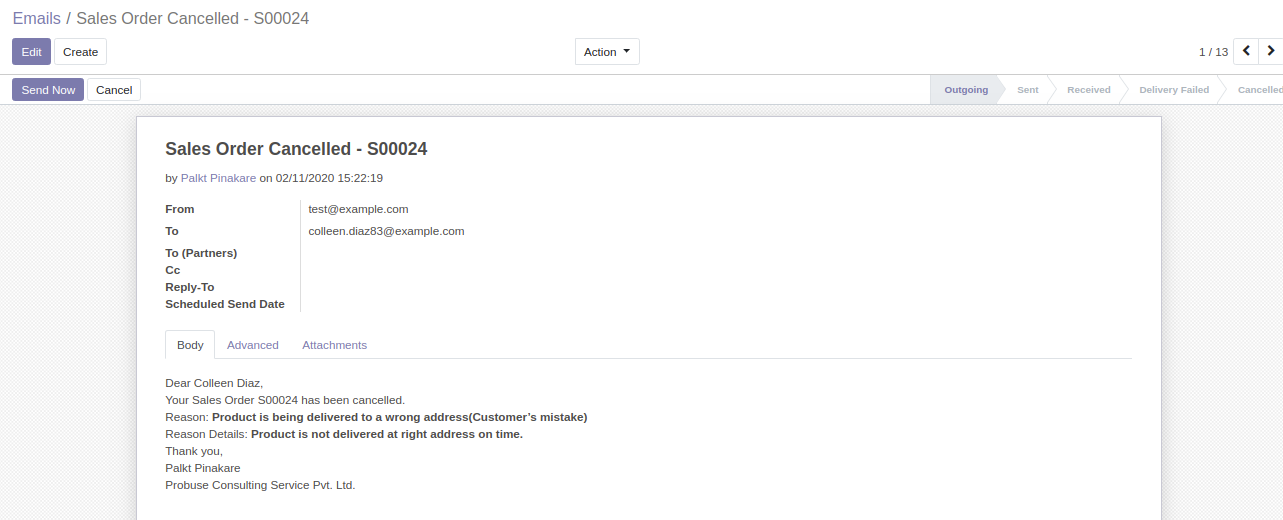 Emails / Sales Order Cancelled - S00024
Edit Create Action 1 / 13
Send Now Cancel Outgoing Sent Received Delivery Failed Cancelled
Sales Order Cancelled - S00024
by Palkt Pinakare on 02/11/2020 15:22:19
From test@example.com
To colleen.diaz83@example.com
To (Partners)
Cc
Reply-To
Scheduled Send Date
Body Advanced Attachments
Dear Colleen Diaz,
Your Sales Order S00024 has been cancelled.
Reason: Product is being delivered to a wrong address(Customer’s mistake)
Reason Details: Product is not delivered at right address on time.
Thank you,
Palkt Pinakare
Probuse Consulting Service Pvt. Ltd.